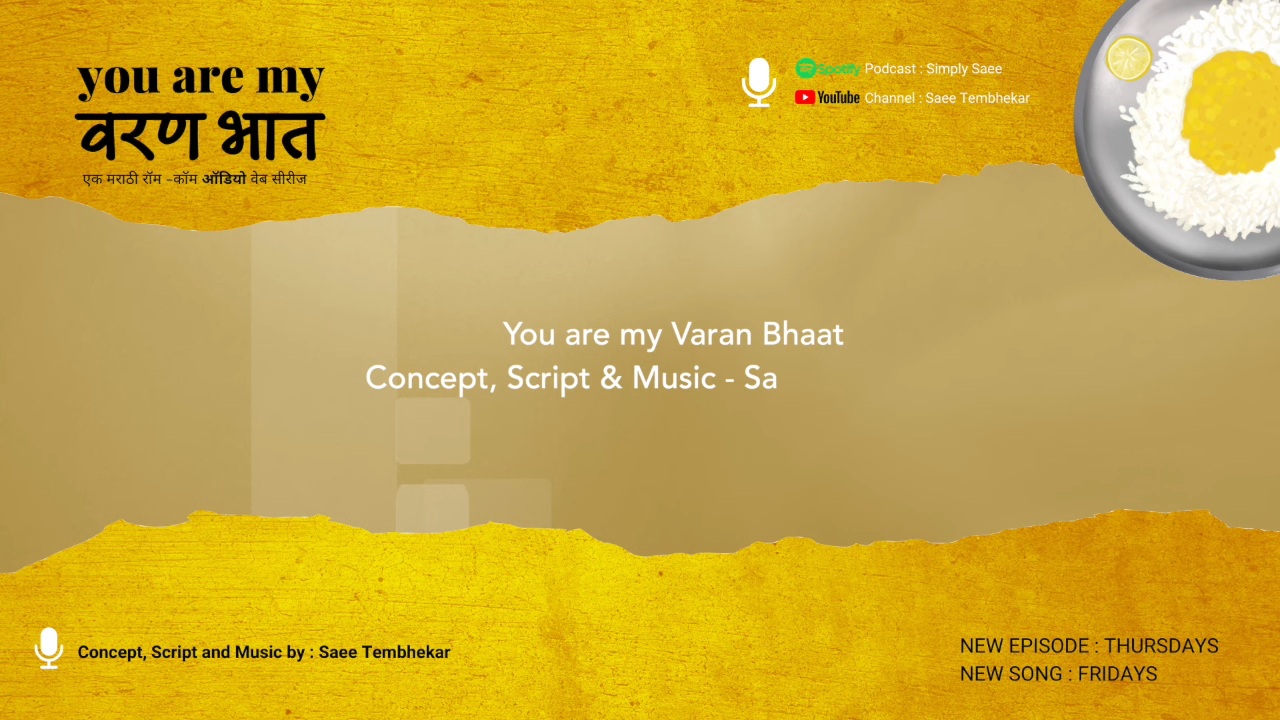 you are my
वरण भात
एक मराठी रॉम -कॉम ऑडियो वेब सीरीज
Spotify Podcast : Simply Saee
YouTube Channel : Saee Tembhekar
You are my Varan Bhaat
Concept, Script & Music - Sa
Concept, Script and Music by : Saee Tembhekar
NEW EPISODE : THURSDAYS
NEW SONG : FRIDAYS